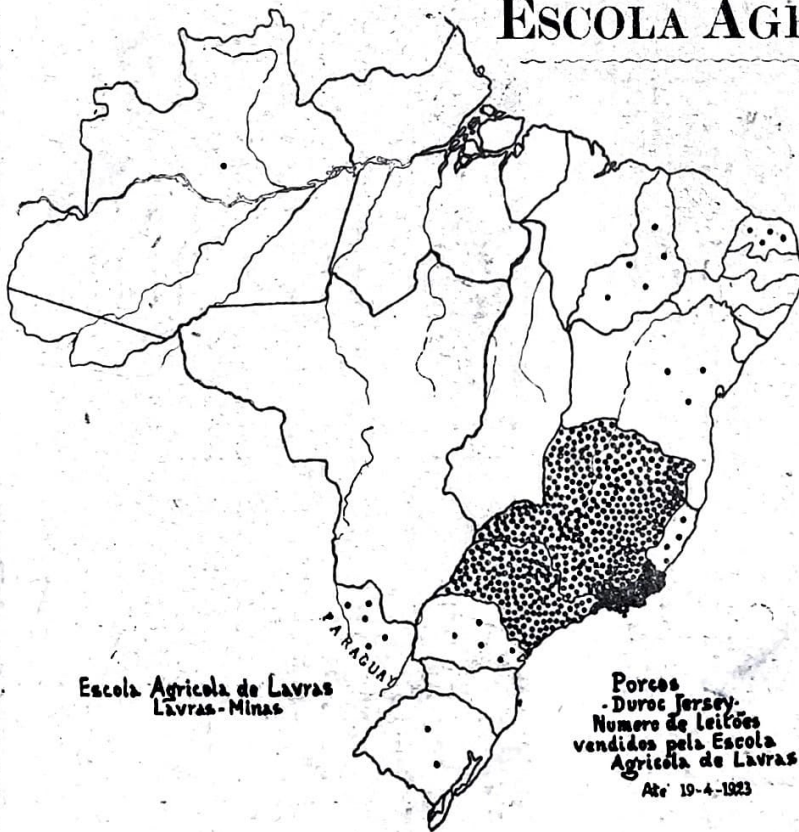 ESCOLA AGR
PARAGUAY
Escola Agricola de Lavras
Lavras-Minas
Porcos
-Duroc Jersey-
Numero de leitões
vendidos pela Escola
Agricola de Lavras
Até 19-4-1923